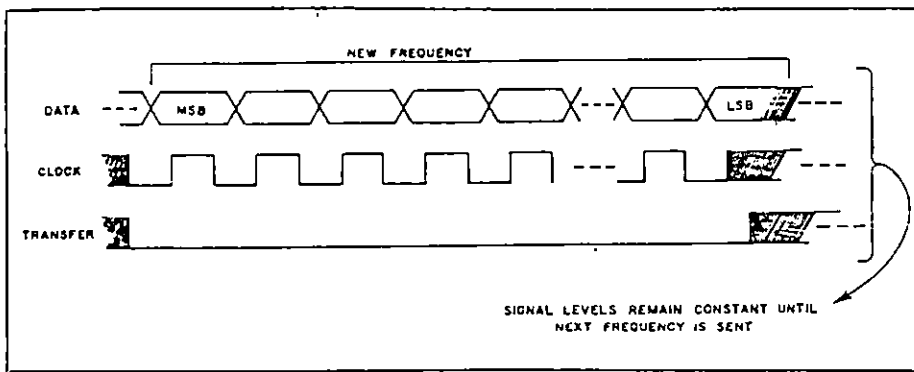 NEW FREQUENCY
DATA
MSB
LSB
CLOCK
TRANSFER
SIGNAL LEVELS REMAIN CONSTANT UNTIL
NEXT FREQUENCY IS SENT